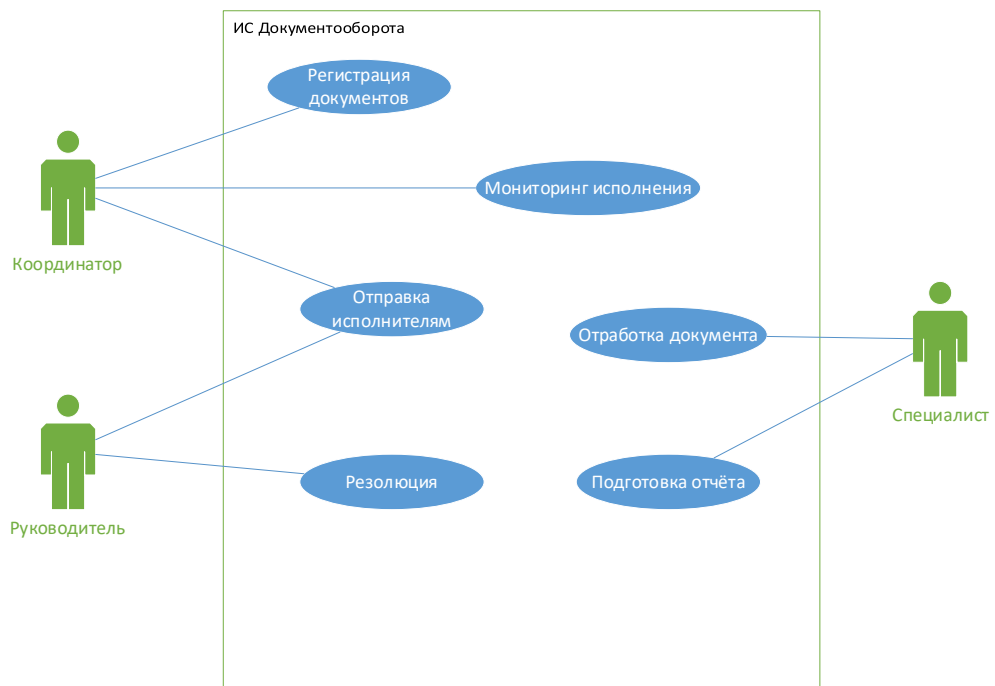 ИС Документооборота
Регистрация
документов
Мониторинг исполнения
Координатор
Отправка
исполнителям
Отработка документа
Специалист
Резолюция
Подготовка отчёта
Руководитель